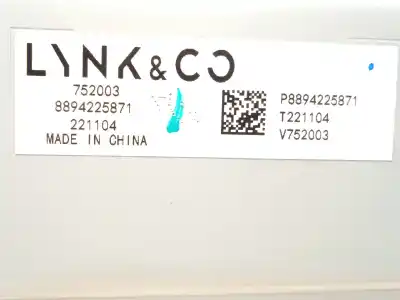 LYNK & CO
752003
8894225871
221104
MADE IN CHINA
P8894225871
T221104
V752003